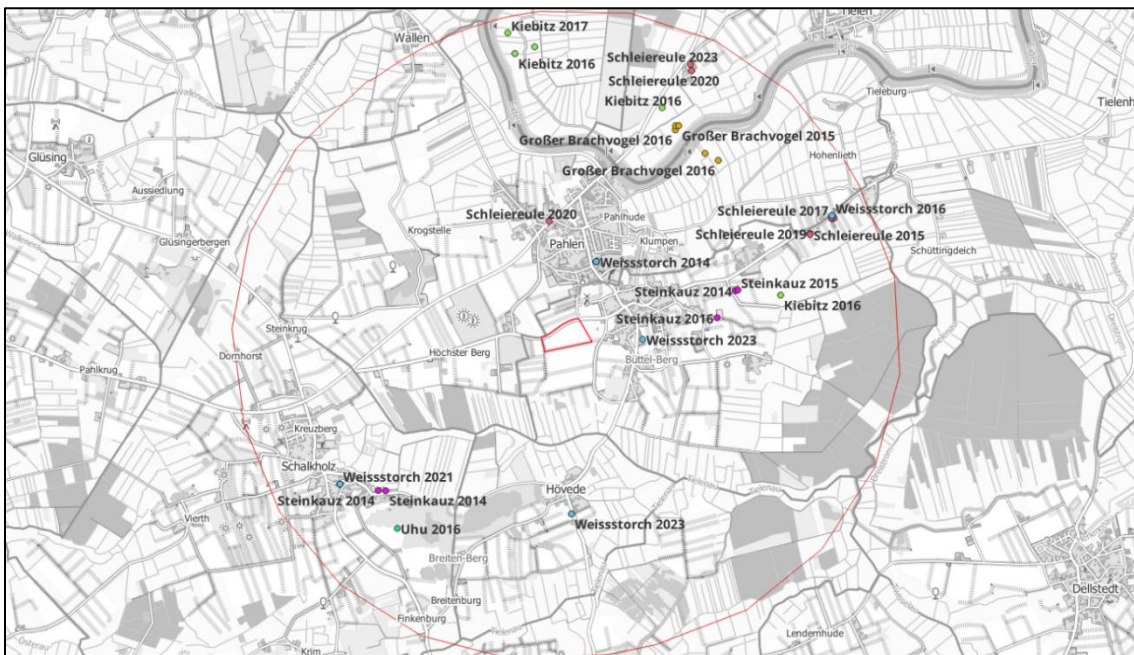 Kiebitz 2017
Wallen
Tielen
Kiebitz 2016
Schleiereule 2023
Schleiereule 2020
Kiebitz 2016
Tieleburg
Großer Brachvogel 2016
Großer Brachvogel 2015
Glüsing
Hohenlieth
Großer Brachvogel 2016
Aussiedlung
Schleiereule 2020
Pahlhude
Schleiereule 2017
Weissstorch 2016
Krogstelle
Klumpen
Schleiereule 2019
Schleiereule 2015
Glüsingerbergen
Pahlen
Schüttingdeich
Weissstorch 2014
Steinkauz 2015
Steinkauz 2014
Kiebitz 2016
Steinkauz 2016
Steinkrug
Weissstorch 2023
Dornhorst
Höchster Berg
Büttel-Berg
Pahlkrug
Kreuzberg
Schalkholz
Weissstorch 2021
Steinkauz 2014
Steinkauz 2014
Hövede
Tielenau
Vierth
Uhu 2016
Weissstorch 2023
Breiten-Berg
Dellstedt
Breitenburg
Finkenburg
Tielenau
Lendernhude
Krim